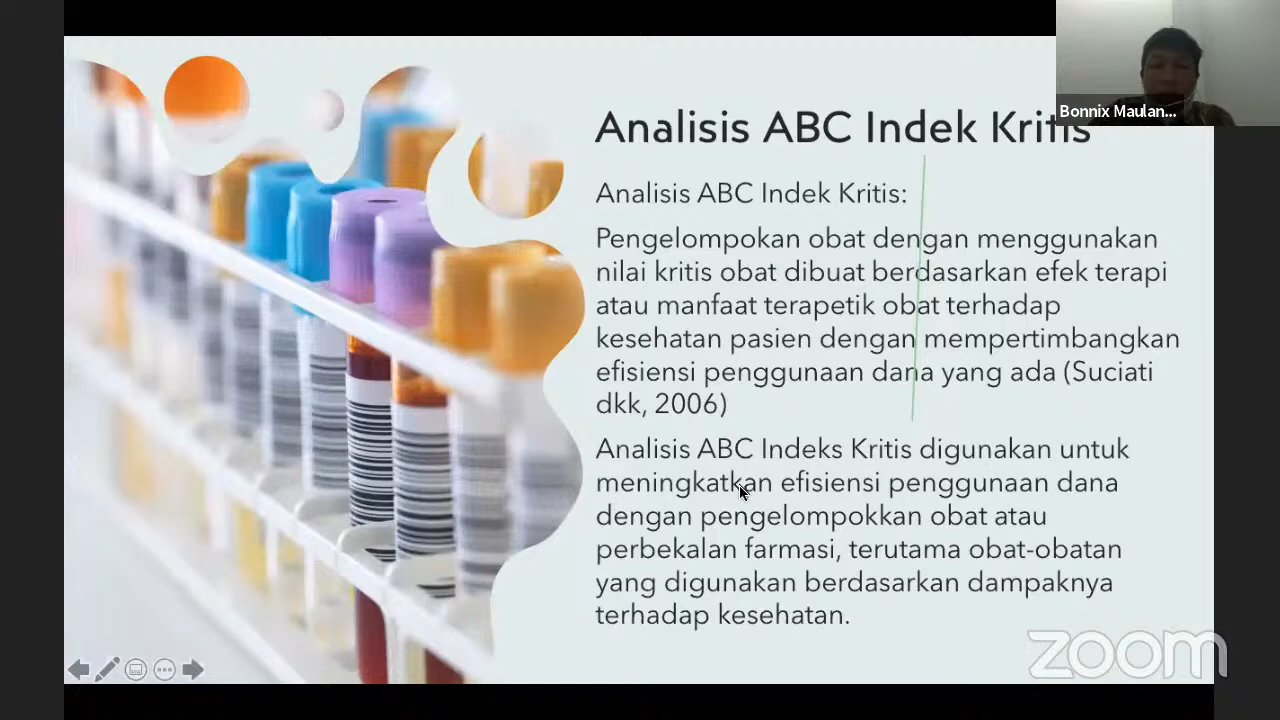 Bonnix Maulan...
Analisis ABC Indek Kritis
Analisis ABC Indek Kritis:
Pengelompokan obat dengan menggunakan
nilai kritis obat dibuat berdasarkan efek terapi
atau manfaat terapetik obat terhadap
kesehatan pasien dengan mempertimbangkan
efisiensi penggunaan dana yang ada (Suciati
dkk, 2006)
Analisis ABC Indeks Kritis digunakan untuk
meningkatkan efisiensi penggunaan dana
dengan pengelompokkan obat atau
perbekalan farmasi, terutama obat-obatan
yang digunakan berdasarkan dampaknya
terhadap kesehatan.
zoom